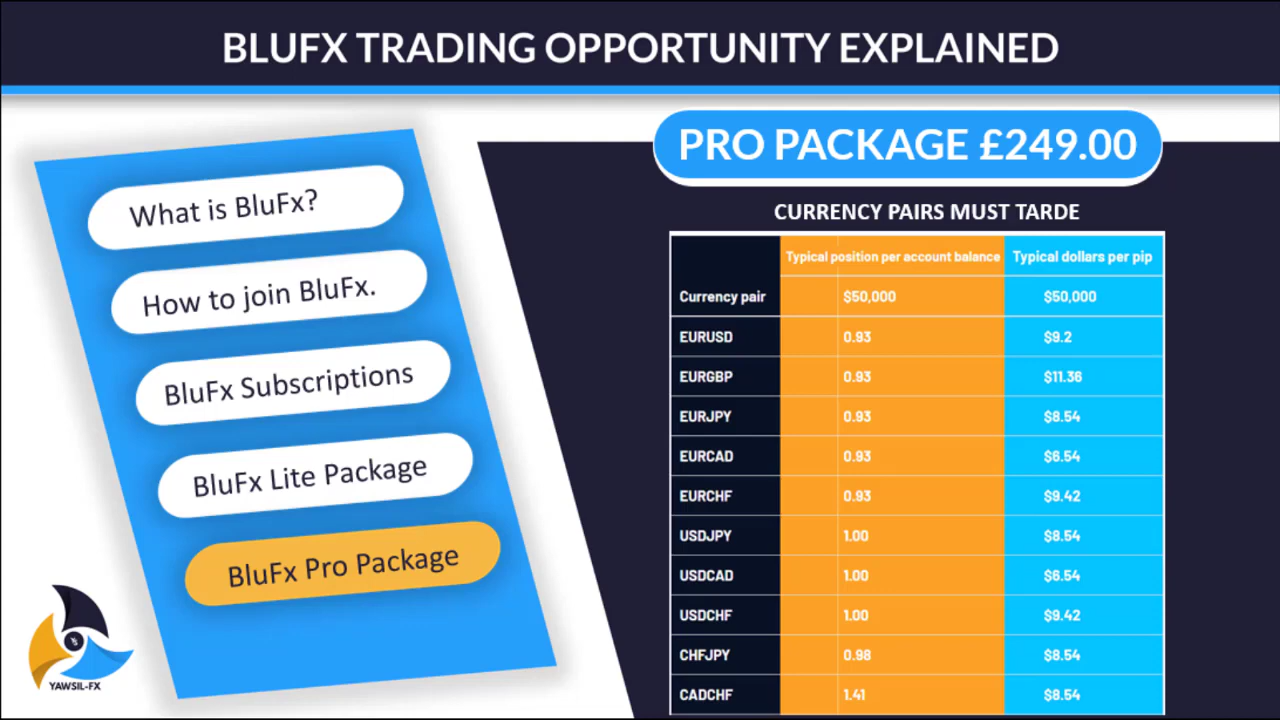 BLUFX TRADING OPPORTUNITY EXPLAINED
What is BluFx?
How to join BluFx.
BluFx Subscriptions
BluFx Lite Package
BluFx Pro Package
YAWSIL-FX
PRO PACKAGE £249.00
CURRENCY PAIRS MUST TARDE
Typical position per account balance Typical dollars per pip
Currency pair $50,000 $50,000
EURUSD 0.93 $9.2
EURGBP 0.93 $11.36
EURJPY 0.93 $8.54
EURCAD 0.93 $6.54
EURCHF 0.93 $9.42
USDJPY 1.00 $8.54
USDCAD 1.00 $6.54
USDCHF 1.00 $9.42
CHFJPY 0.98 $8.54
CADCHF 1.41 $8.54